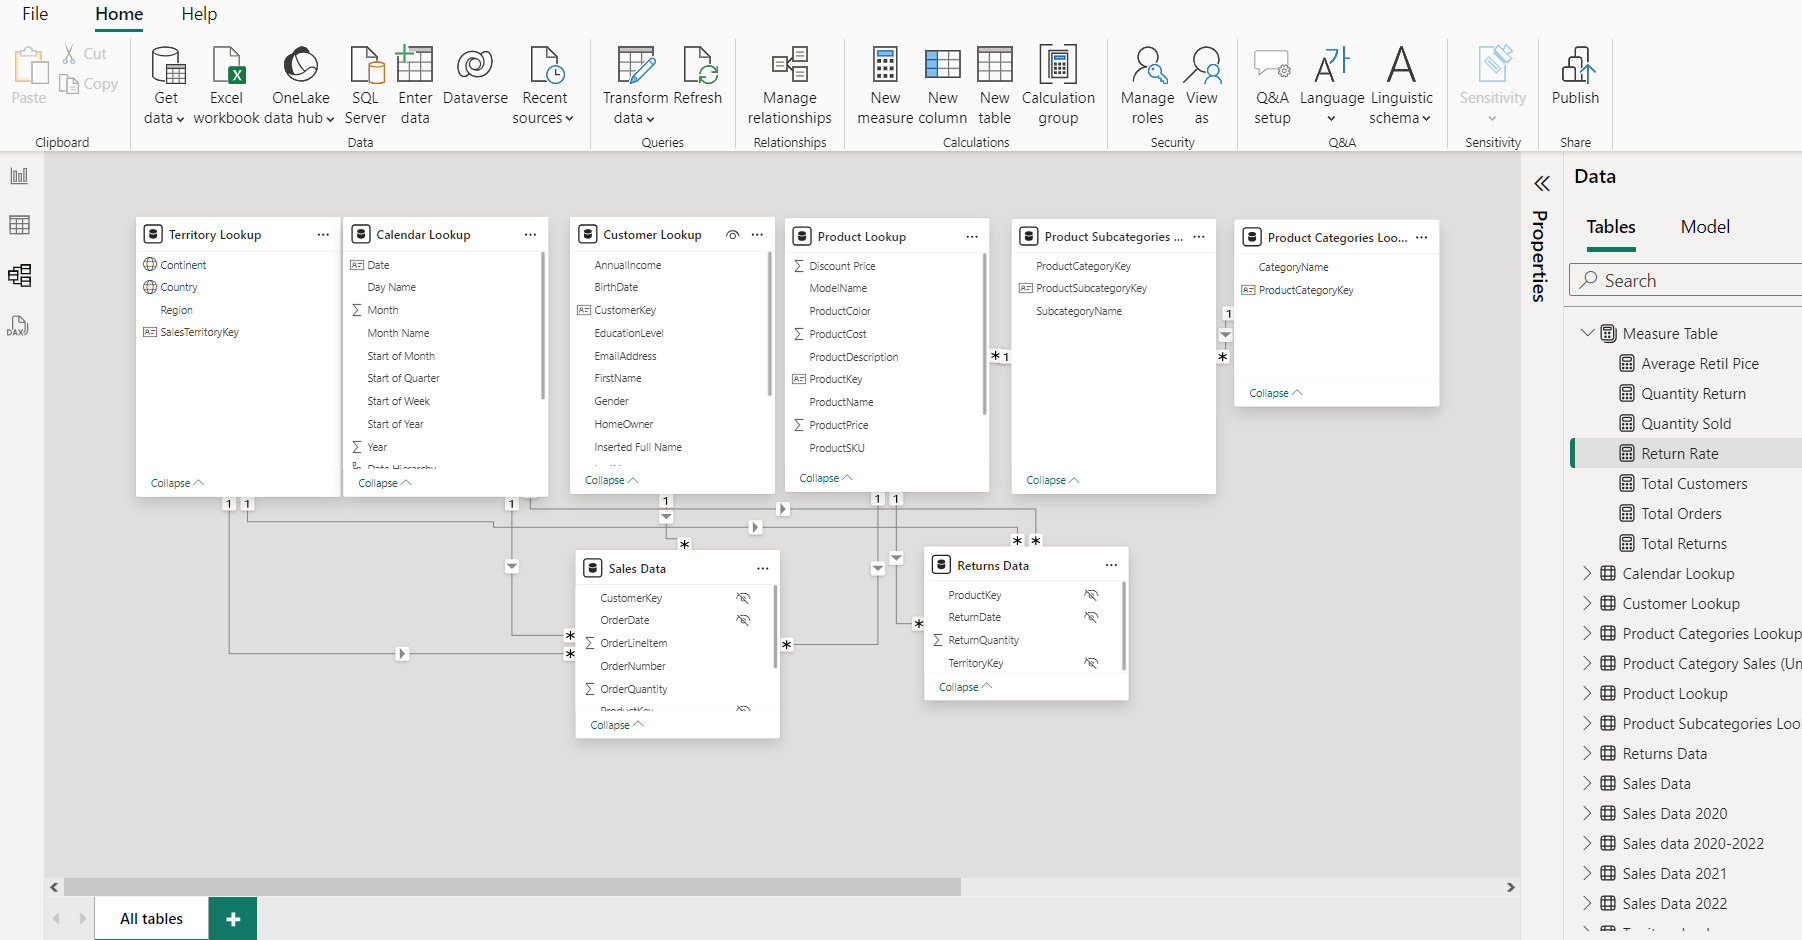 File Home Help
Paste
Cut
Copy
Clipboard
Get data
Excel workbook
OneLake data hub
SQL Server
Enter data
Dataverse
Recent sources
Data
Transform data
Refresh
Queries
Manage relationships
Relationships
New measure
New column
New table
Calculation group
Calculations
Manage roles
View as
Security
Q&A setup
Language
Linguistic schema
Q&A
Sensitivity
Sensitivity
Publish
Share
DAX
Territory Lookup ...
Continent
Country
Region
SalesTerritoryKey
Collapse
Calendar Lookup ...
Date
Day Name
Month
Month Name
Start of Month
Start of Quarter
Start of Week
Start of Year
Year
Date Hierarchy
Collapse
Customer Lookup ...
AnnualIncome
BirthDate
CustomerKey
EducationLevel
EmailAddress
FirstName
Gender
HomeOwner
Inserted Full Name
Collapse
Product Lookup ...
Discount Price
ModelName
ProductColor
ProductCost
ProductDescription
ProductKey
ProductName
ProductPrice
ProductSKU
Collapse
Product Subcategories ... ...
ProductCategoryKey
ProductSubcategoryKey
SubcategoryName
Collapse
Product Categories Loo... ...
CategoryName
ProductCategoryKey
Collapse
* 1
1
*
1 1
1
1
1 1
*
* *
*
*
*
*
Sales Data ...
CustomerKey
OrderDate
OrderLineItem
OrderNumber
OrderQuantity
ProductKey
Collapse
Returns Data ...
ProductKey
ReturnDate
ReturnQuantity
TerritoryKey
Collapse
All tables +
Properties
Data
Tables Model
Search
Measure Table
Average Retil Pice
Quantity Return
Quantity Sold
Return Rate
Total Customers
Total Orders
Total Returns
Calendar Lookup
Customer Lookup
Product Categories Lookup
Product Category Sales (Un
Product Lookup
Product Subcategories Loo
Returns Data
Sales Data
Sales Data 2020
Sales data 2020-2022
Sales Data 2021
Sales Data 2022